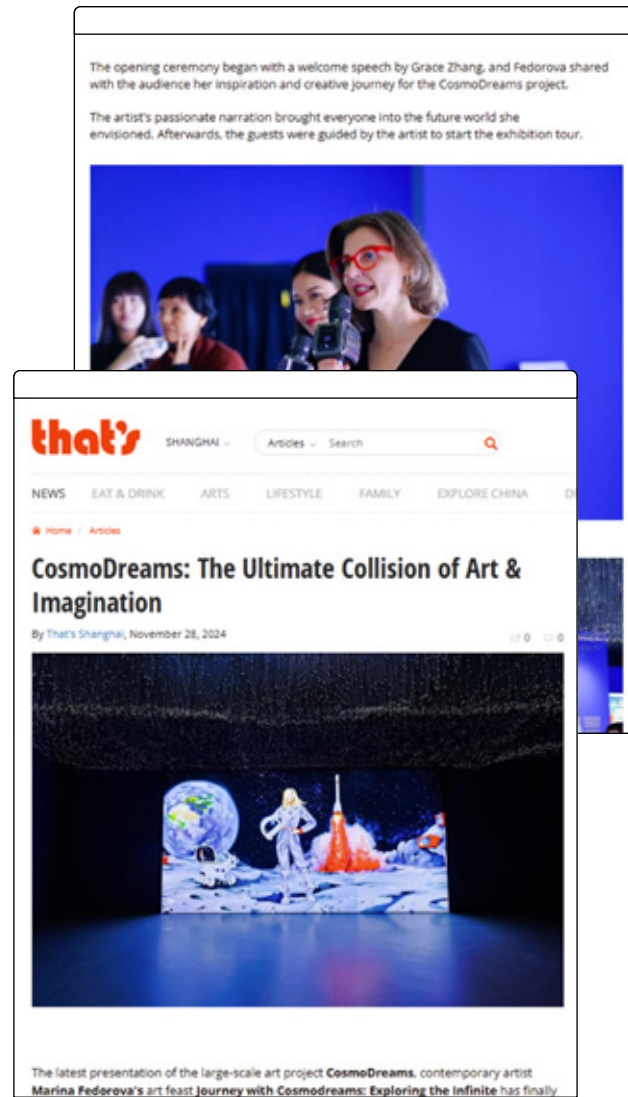 The opening ceremony began with a welcome speech by Grace Zhang, and Fedorova shared
with the audience her inspiration and creative journey for the CosmoDreams project.
The artist's passionate narration brought everyone into the future world she
envisioned. Afterwards, the guests were guided by the artist to start the exhibition tour.
that's
SHANGHAI
Articles
Search
NEWS
EAT & DRINK
ARTS
LIFESTYLE
FAMILY
EXPLORE CHINA
Home / Articles
CosmoDreams: The Ultimate Collision of Art &
Imagination
By That's Shanghai, November 28, 2024
0
0
The latest presentation of the large-scale art project CosmoDreams, contemporary artist
Marina Fedorova's art feast Journey with Cosmodreams: Exploring the Infinite has finally